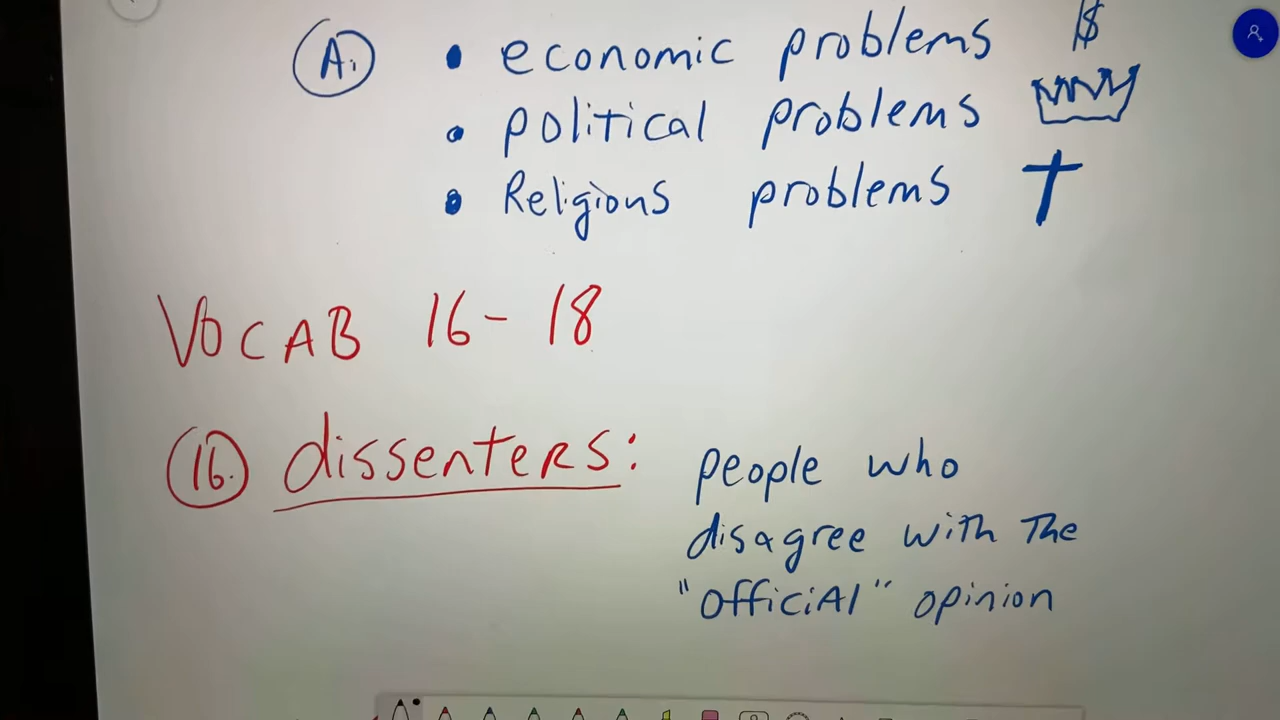 A. • economic problems $
• political problems
• Religious problems
VOCAB 16-18
16. dissenters: people who
disagree with The
"OfficiAl" opinion